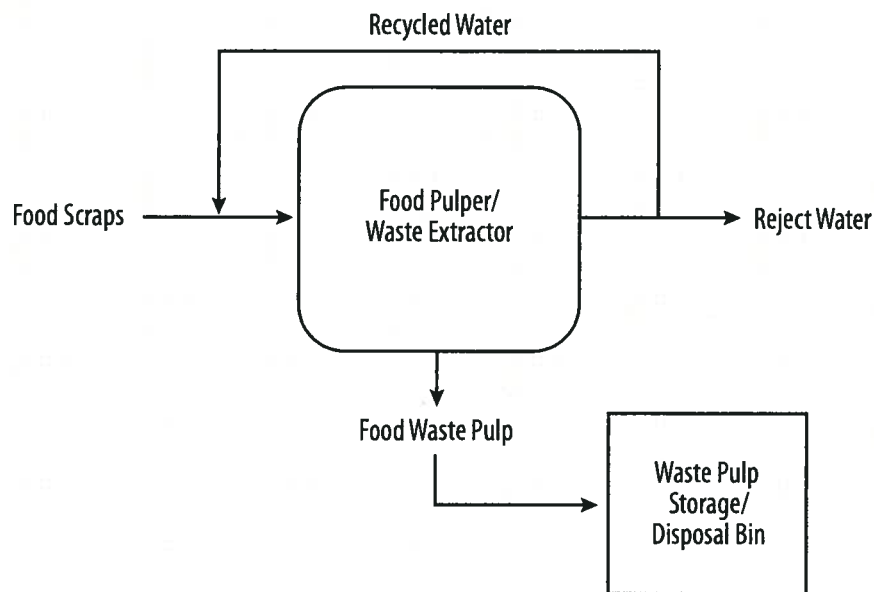 Recycled Water
Food Scraps
Food Pulper/
Waste Extractor
Reject Water
Food Waste Pulp
Waste Pulp
Storage/
Disposal Bin